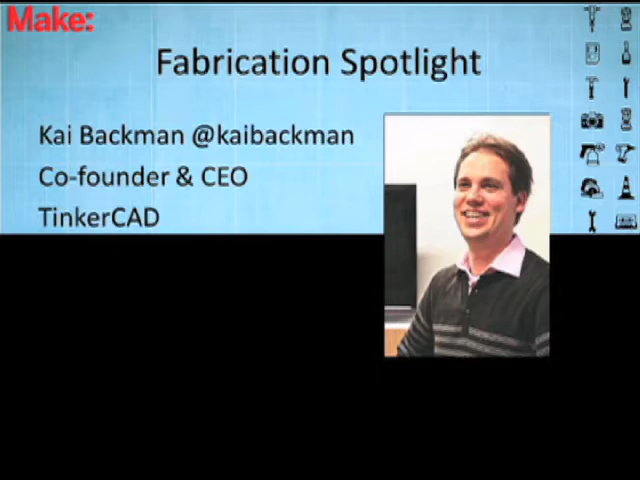 Make:
Fabrication Spotlight
Kai Backman @kaibackman
Co-founder & CEO
TinkerCAD